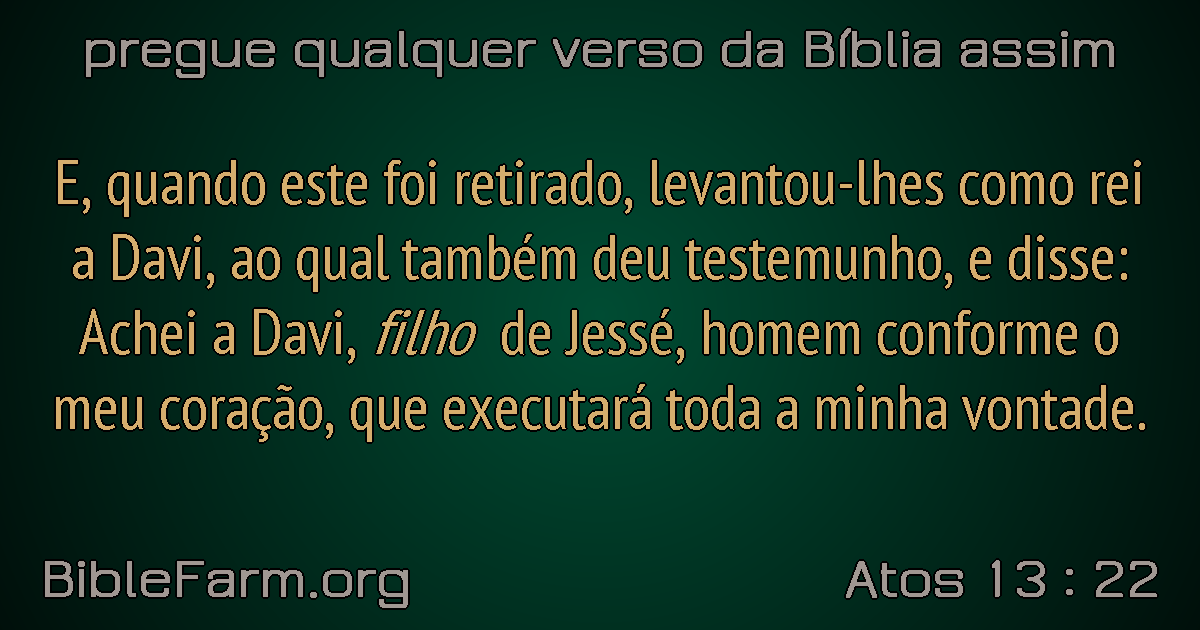 pregue qualquer verso da Bíblia assim
E, quando este foi retirado, levantou-lhes como rei
a Davi, ao qual também deu testemunho, e disse:
Achei a Davi, filho de Jessé, homem conforme o
meu coração, que executará toda a minha vontade.
BibleFarm.org
Atos 13 : 22